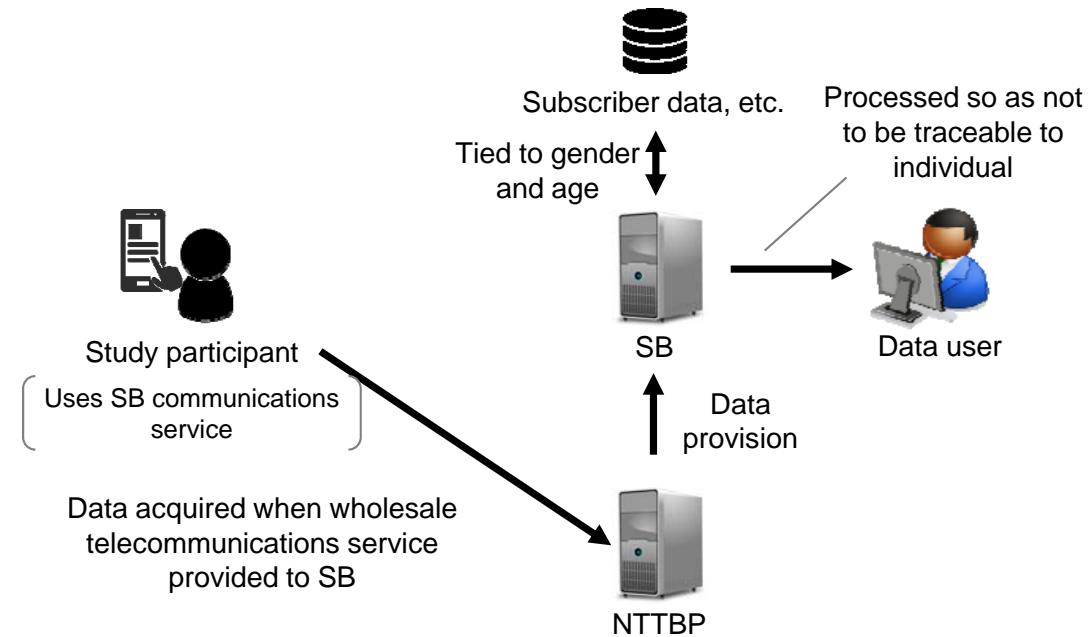 Subscriber data, etc.
Processed so as not
to be traceable to
individual
Tied to gender
and age
Study participant
Uses SB communications
service
SB
Data user
Data
provision
Data acquired when wholesale
telecommunications service
provided to SB
NTTBP